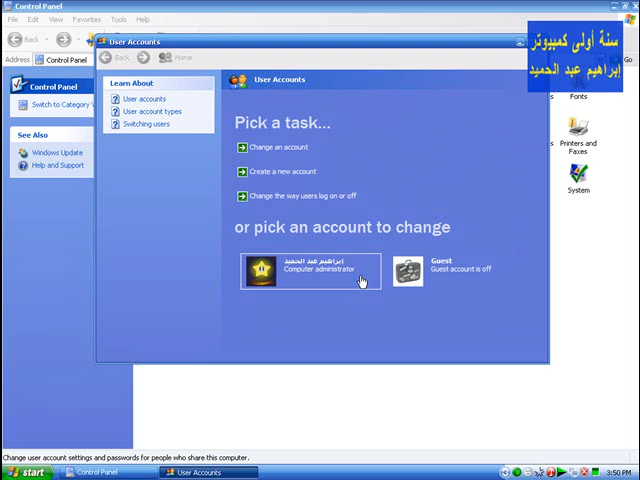 Control Panel
File
Edit
View
Favorites
Tools
Help
Back
Address
Control Panel
Go
User Accounts
سنة أولى كمبيوتر
إبراهيم عبد الحميد
Back
Home
Control Panel
Switch to Category
See Also
Windows Update
Help and Support
Learn About
User accounts
User account types
Switching users
User Accounts
Pick a task...
Change an account
Create a new account
Change the way users log on or off
or pick an account to change
إبراهيم عبد الحميد
Computer administrator
Guest
Guest account is off
Fonts
Printers and
Faxes
System
Change user account settings and passwords for people who share this computer.
start
Control Panel
User Accounts
3:50 PM